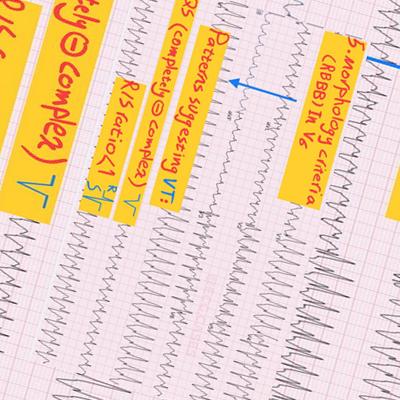 5. Morphology criteria
(RBBB) In V6
Patterns suggesting VT:
QS (completely ⊖ complex)
R/S ratio<1 V
R
S
tely ⊖ complex) V
R/S